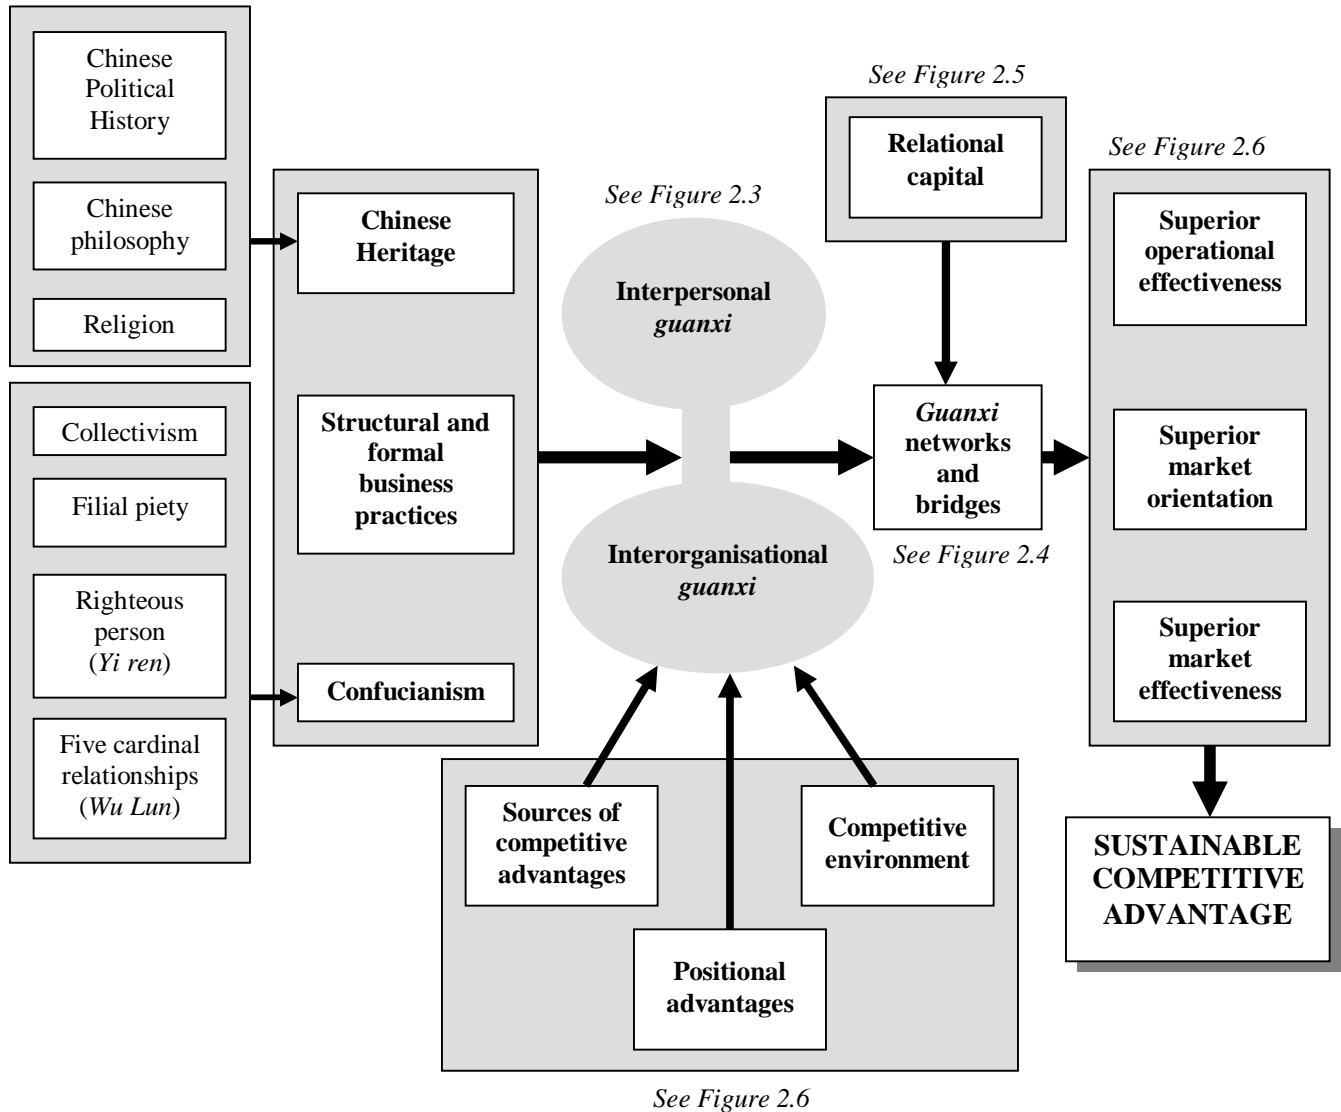 Chinese
Political
History
Chinese
philosophy
Religion
Collectivism
Filial piety
Righteous
person
(Yi ren)
Five cardinal
relationships
(Wu Lun)
Chinese
Heritage
Structural and
formal
business
practices
Confucianism
See Figure 2.3
Interpersonal
guanxi
Interorganisational
guanxi
Sources of
competitive
advantages
Competitive
environment
Positional
advantages
See Figure 2.6
See Figure 2.5
Relational
capital
Guanxi
networks
and
bridges
See Figure 2.4
See Figure 2.6
Superior
operational
effectiveness
Superior
market
orientation
Superior
market
effectiveness
SUSTAINABLE
COMPETITIVE
ADVANTAGE